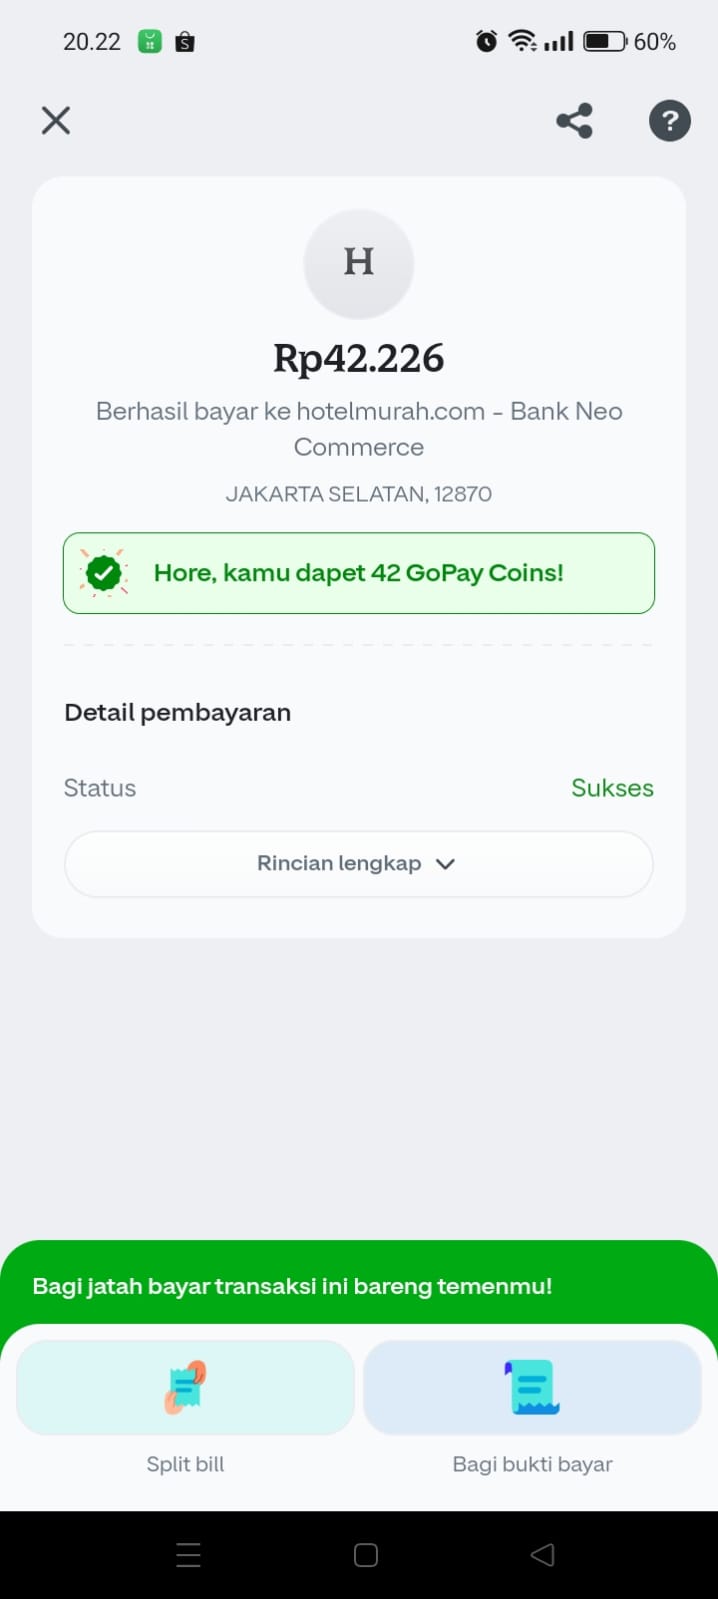 20.22
S
60%
?
H
Rp42.226
Berhasil bayar ke hotelmurah.com - Bank Neo
Commerce
JAKARTA SELATAN, 12870
Hore, kamu dapet 42 GoPay Coins!
Detail pembayaran
Status Sukses
Rincian lengkap
Bagi jatah bayar transaksi ini bareng temenmu!
Split bill Bagi bukti bayar